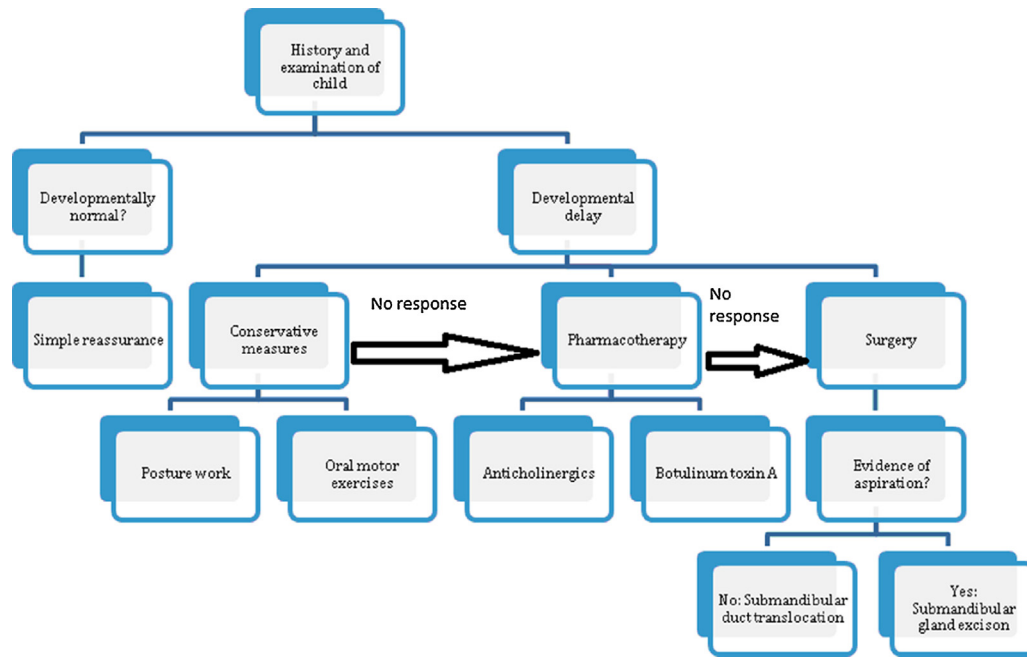 History and
examination of
child
Developmentally
normal?
Developmental
delay
No response
No
response
Simple reassurance
Conservative
measures
Pharmacotherapy
Surgery
Posture work
Oral motor
exercises
Anticholinergics
Botulinum toxin A
Evidence of
aspiration?
No: Submandibular
duct translocation
Yes:
Submandibular
gland excison